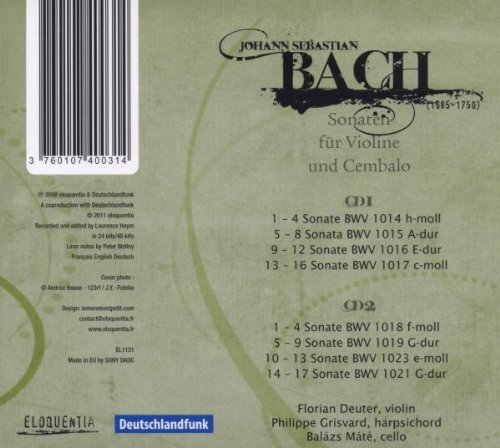 JOHANN SEBASTIAN
BACH
(1685-1750)
Sonaten
für Violine
und Cembalo
CD1
1 – 4 Sonate BWV 1014 h-moll
5 – 8 Sonata BWV 1015 A-dur
9 – 12 Sonate BWV 1016 E-dur
13 – 16 Sonate BWV 1017 c-moll
CD2
1 – 4 Sonate BWV 1018 f-moll
5 – 9 Sonate BWV 1019 G-dur
10 – 13 Sonate BWV 1023 e-moll
14 – 17 Sonate BWV 1021 G-dur
Florian Deuter, violin
Philippe Grisvard, harpsichord
Balázs Máté, cello
3 760107 400314
eloquentia & Deutschlandfunk
A coproduction with Deutschlandfunk
© 2011 eloquentia
Recorded and edited by Laurence Heym
in 24 bits/48 kHz
Liner notes by Peter Wollny
Français English Deutsch
Cover photo :
© Andrea Haase - 123rf / J.Y. -Fotolia
Design: lemondeestpetit.com
contact@eloquentia.fr
www.eloquentia.fr
EL1131
Made in EU by SONY DADC
ELOQUENTIA
Deutschlandfunk